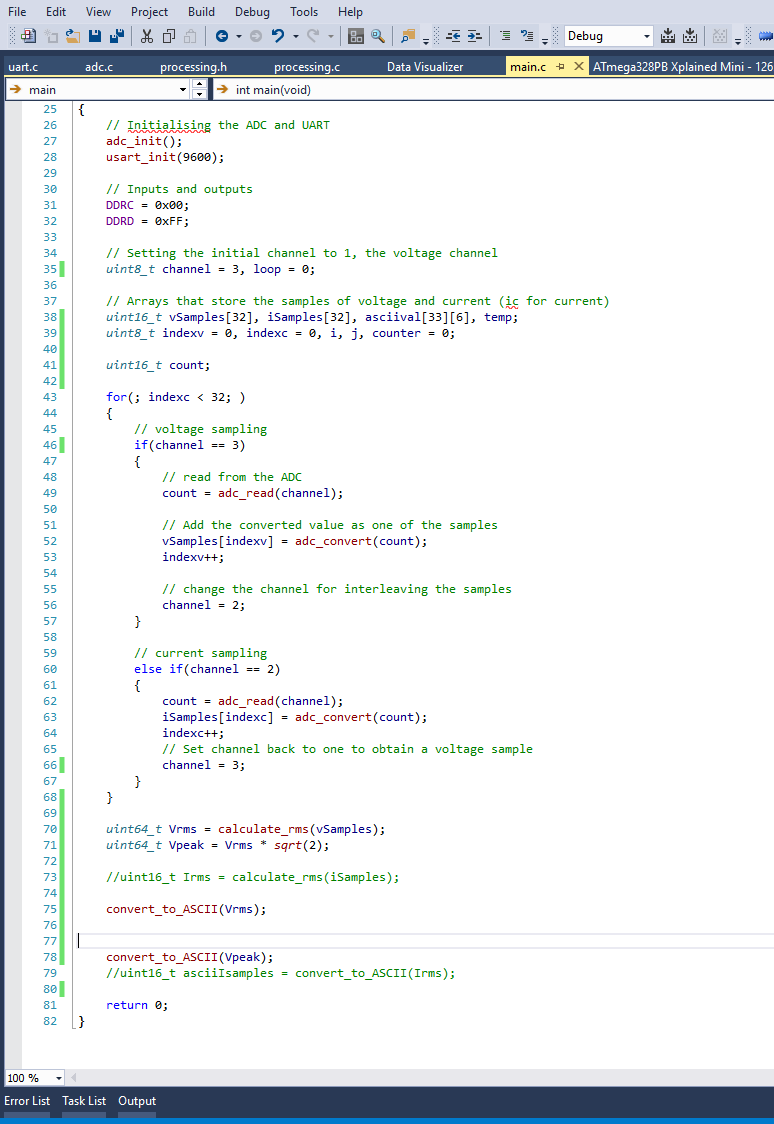 File Edit View Project Build Debug Tools Help
Debug
uart.c adc.c processing.h processing.c Data Visualizer main.c ATmega328PB Xplained Mini - 126
main int main(void)
25 {
26 // Initialising the ADC and UART
27 adc_init();
28 usart_init(9600);
29
30 // Inputs and outputs
31 DDRC = 0x00;
32 DDRD = 0xFF;
33
34 // Setting the initial channel to 1, the voltage channel
35 uint8_t channel = 3, loop = 0;
36
37 // Arrays that store the samples of voltage and current (ic for current)
38 uint16_t vSamples[32], iSamples[32], asciival[33][6], temp;
39 uint8_t indexv = 0, indexc = 0, i, j, counter = 0;
40
41 uint16_t count;
42
43 for(; indexc < 32; )
44 {
45 // voltage sampling
46 if(channel == 3)
47 {
48 // read from the ADC
49 count = adc_read(channel);
50
51 // Add the converted value as one of the samples
52 vSamples[indexv] = adc_convert(count);
53 indexv++;
54
55 // change the channel for interleaving the samples
56 channel = 2;
57 }
58
59 // current sampling
60 else if(channel == 2)
61 {
62 count = adc_read(channel);
63 iSamples[indexc] = adc_convert(count);
64 indexc++;
65 // Set channel back to one to obtain a voltage sample
66 channel = 3;
67 }
68 }
69
70 uint64_t Vrms = calculate_rms(vSamples);
71 uint64_t Vpeak = Vrms * sqrt(2);
72
73 //uint16_t Irms = calculate_rms(iSamples);
74
75 convert_to_ASCII(Vrms);
76
77
78 convert_to_ASCII(Vpeak);
79 //uint16_t asciiIsamples = convert_to_ASCII(Irms);
80
81 return 0;
82 }
100 %
Error List Task List Output